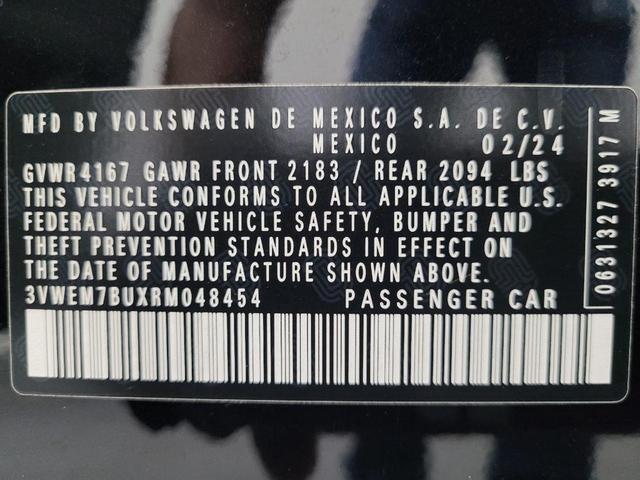 MFD BY VOLKSWAGEN DE MEXICO S.A. DE C.V.
MEXICO 02/24
GVWR 4167 GAWR FRONT 2183 / REAR 2094 LBS
THIS VEHICLE CONFORMS TO ALL APPLICABLE U.S.
FEDERAL MOTOR VEHICLE SAFETY, BUMPER AND
THEFT PREVENTION STANDARDS IN EFFECT ON
THE DATE OF MANUFACTURE SHOWN ABOVE.
3VWEM7BUXRM048454 PASSENGER CAR
0631327 3917 M